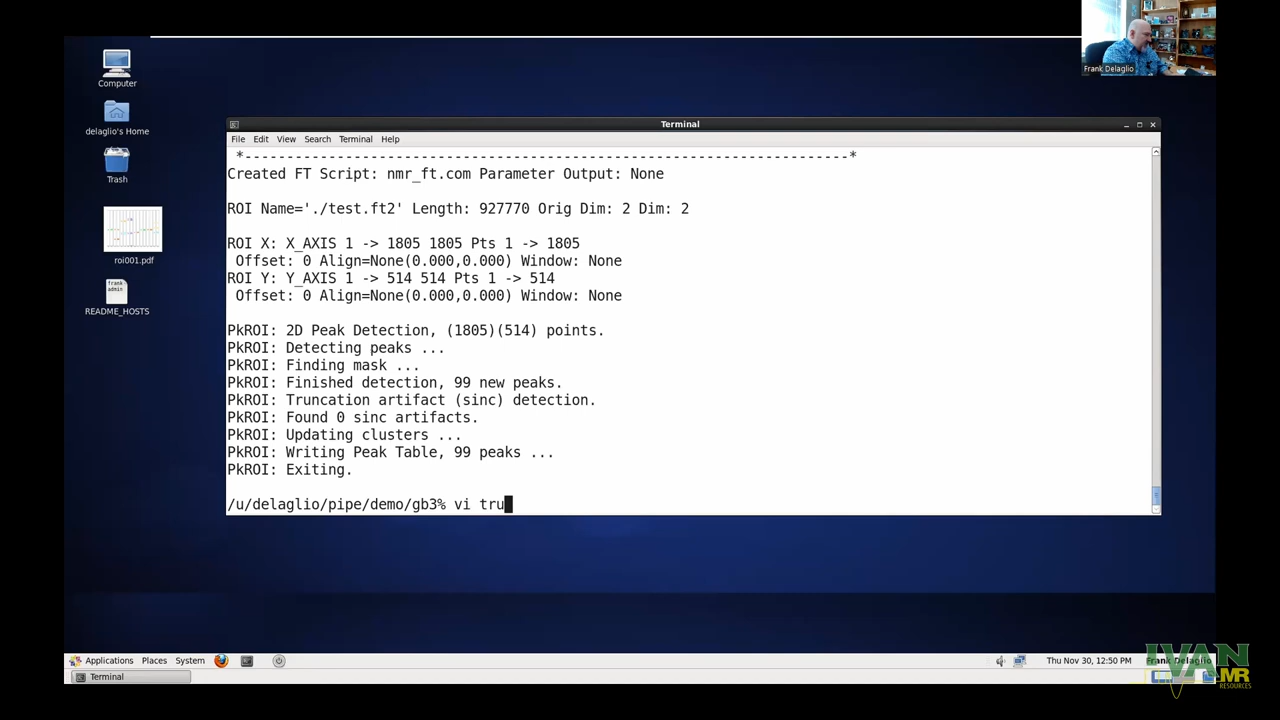 Computer
delaglio's Home
Trash
roi001.pdf
frank
admin
README_HOSTS
Frank Delaglio
Terminal
File Edit View Search Terminal Help
*------------------------------------------------------------------------*
Created FT Script: nmr_ft.com Parameter Output: None
ROI Name='./test.ft2' Length: 927770 Orig Dim: 2 Dim: 2
ROI X: X_AXIS 1 -> 1805 1805 Pts 1 -> 1805
Offset: 0 Align=None(0.000,0.000) Window: None
ROI Y: Y_AXIS 1 -> 514 514 Pts 1 -> 514
Offset: 0 Align=None(0.000,0.000) Window: None
PkROI: 2D Peak Detection, (1805)(514) points.
PkROI: Detecting peaks ...
PkROI: Finding mask ...
PkROI: Finished detection, 99 new peaks.
PkROI: Truncation artifact (sinc) detection.
PkROI: Found 0 sinc artifacts.
PkROI: Updating clusters ...
PkROI: Writing Peak Table, 99 peaks ...
PkROI: Exiting.
/u/delaglio/pipe/demo/gb3% vi tru
Applications Places System
Thu Nov 30, 12:50 PM Frank Delaglio
Terminal
IVAN
.MR
RESOURCES